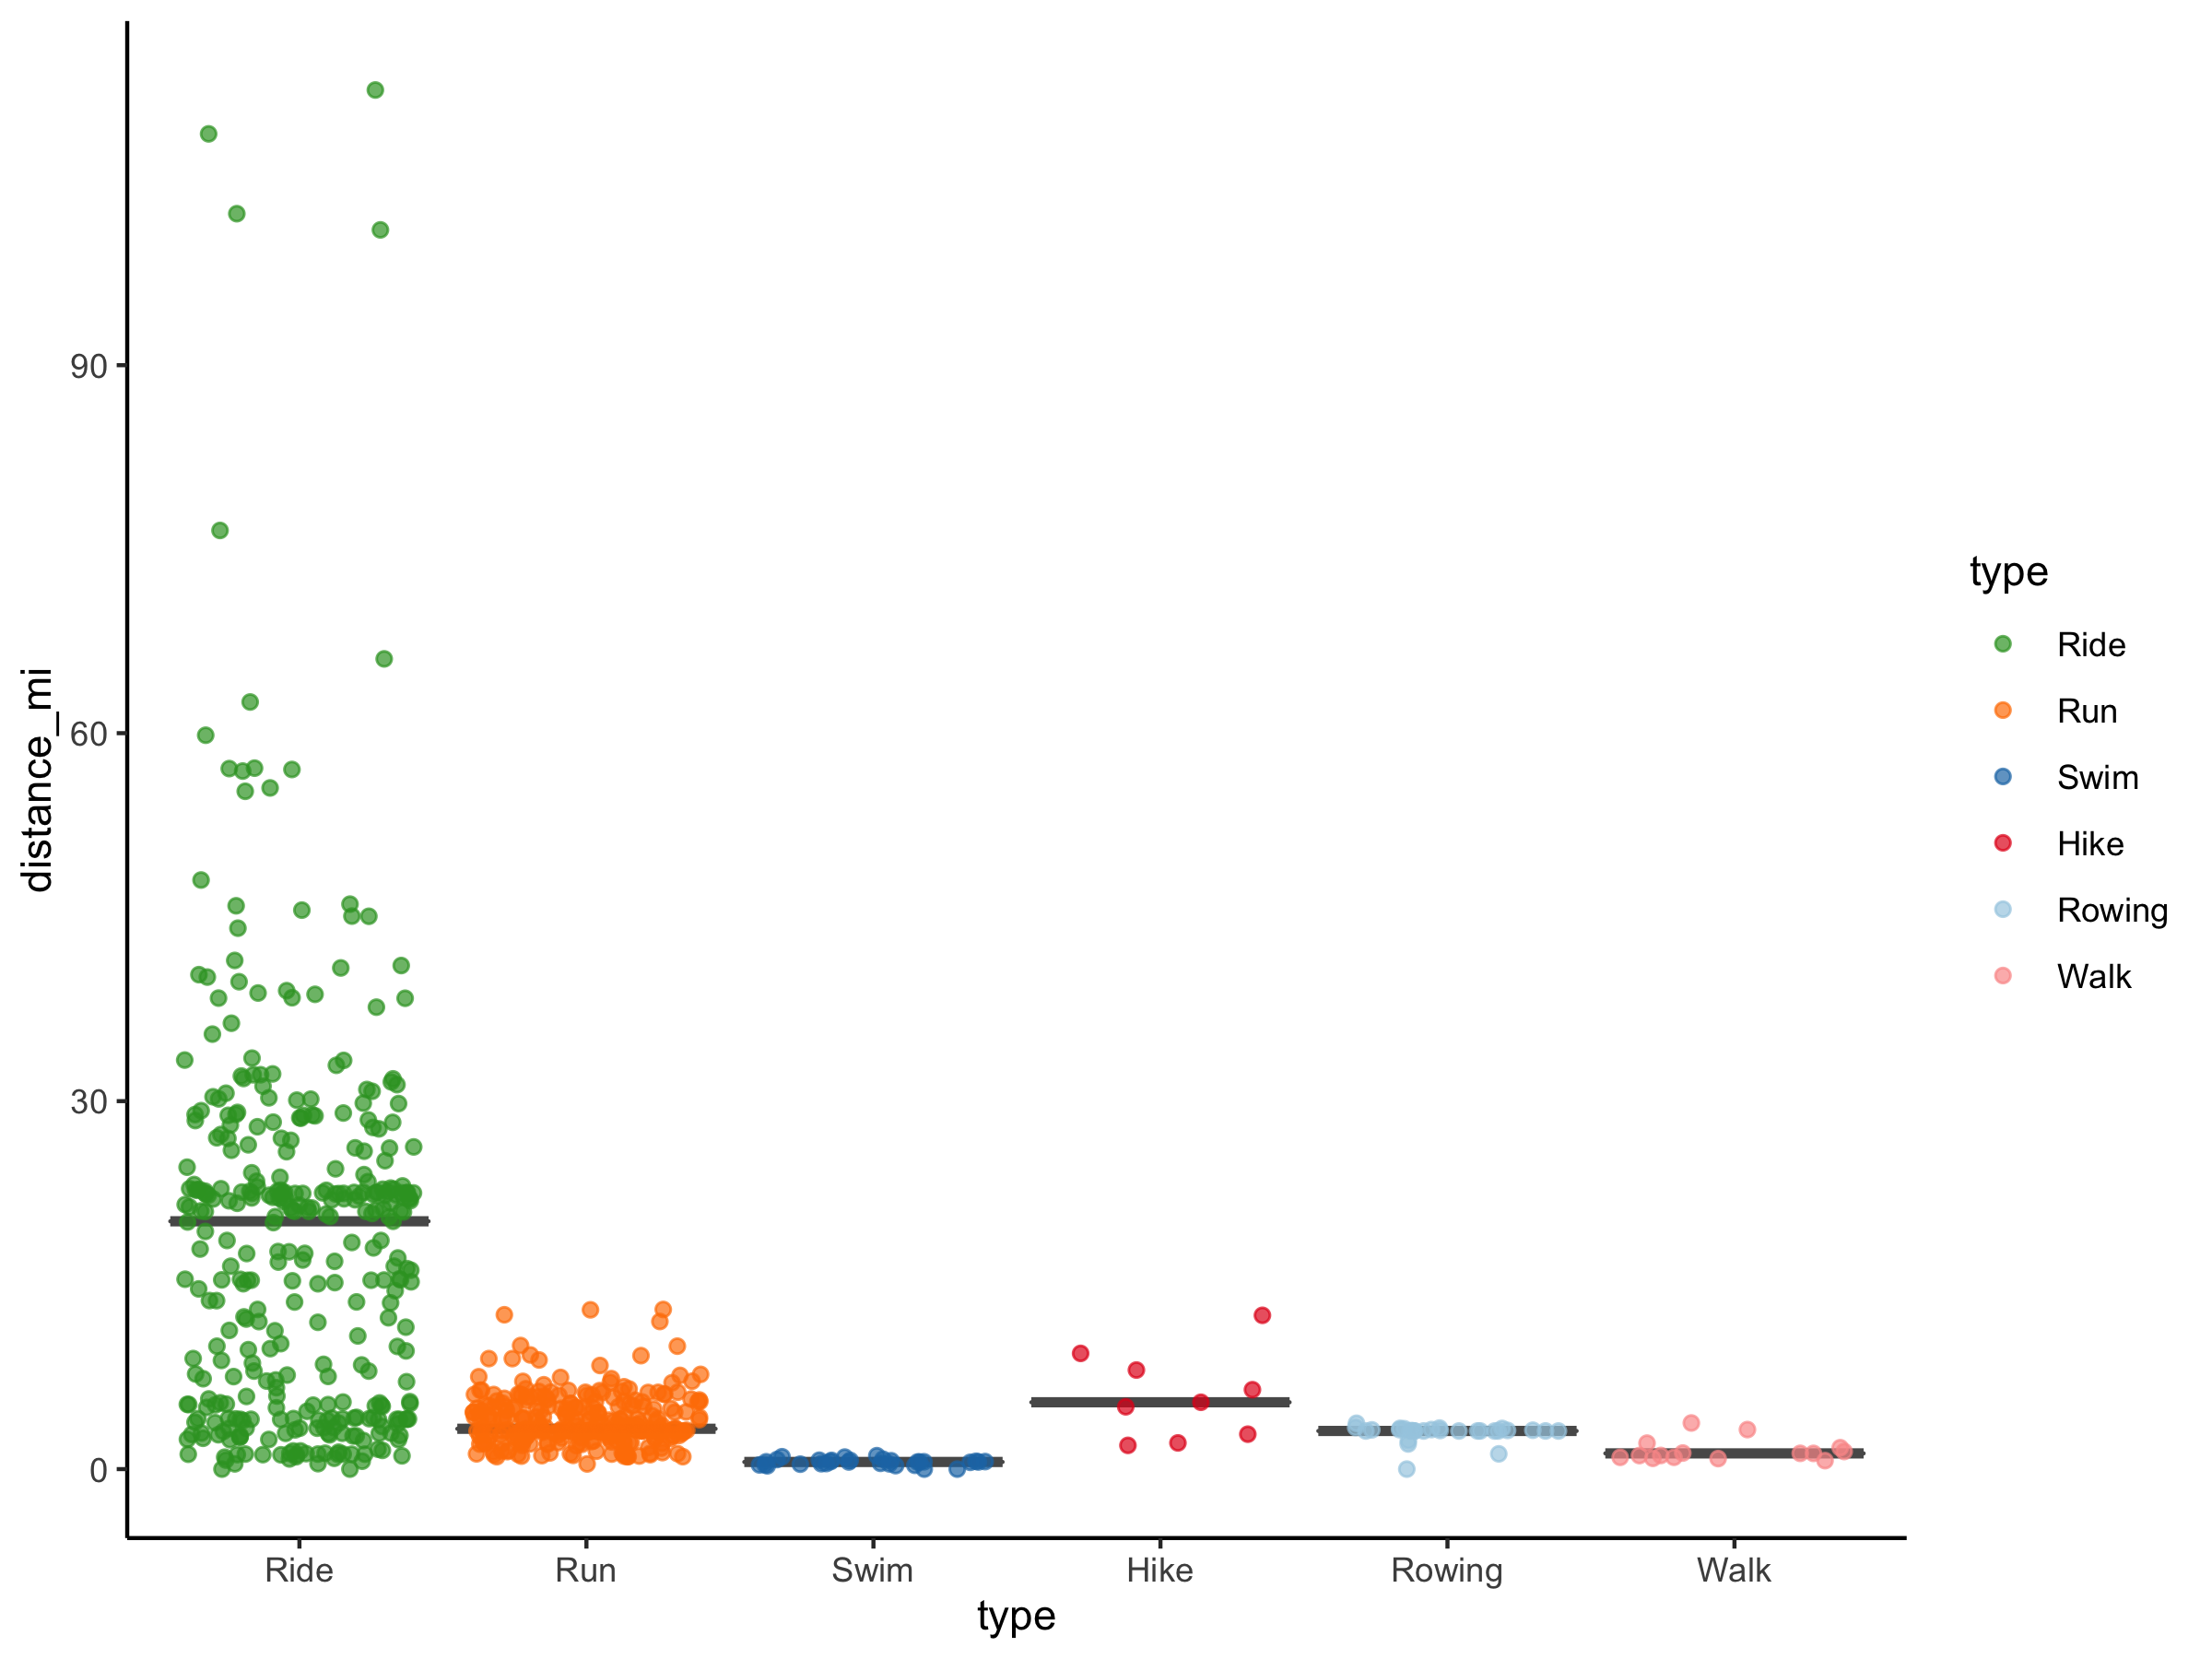 distance_mi
90
60
30
0
Ride
Run
Swim
Hike
Rowing
Walk
type
type
Ride
Run
Swim
Hike
Rowing
Walk